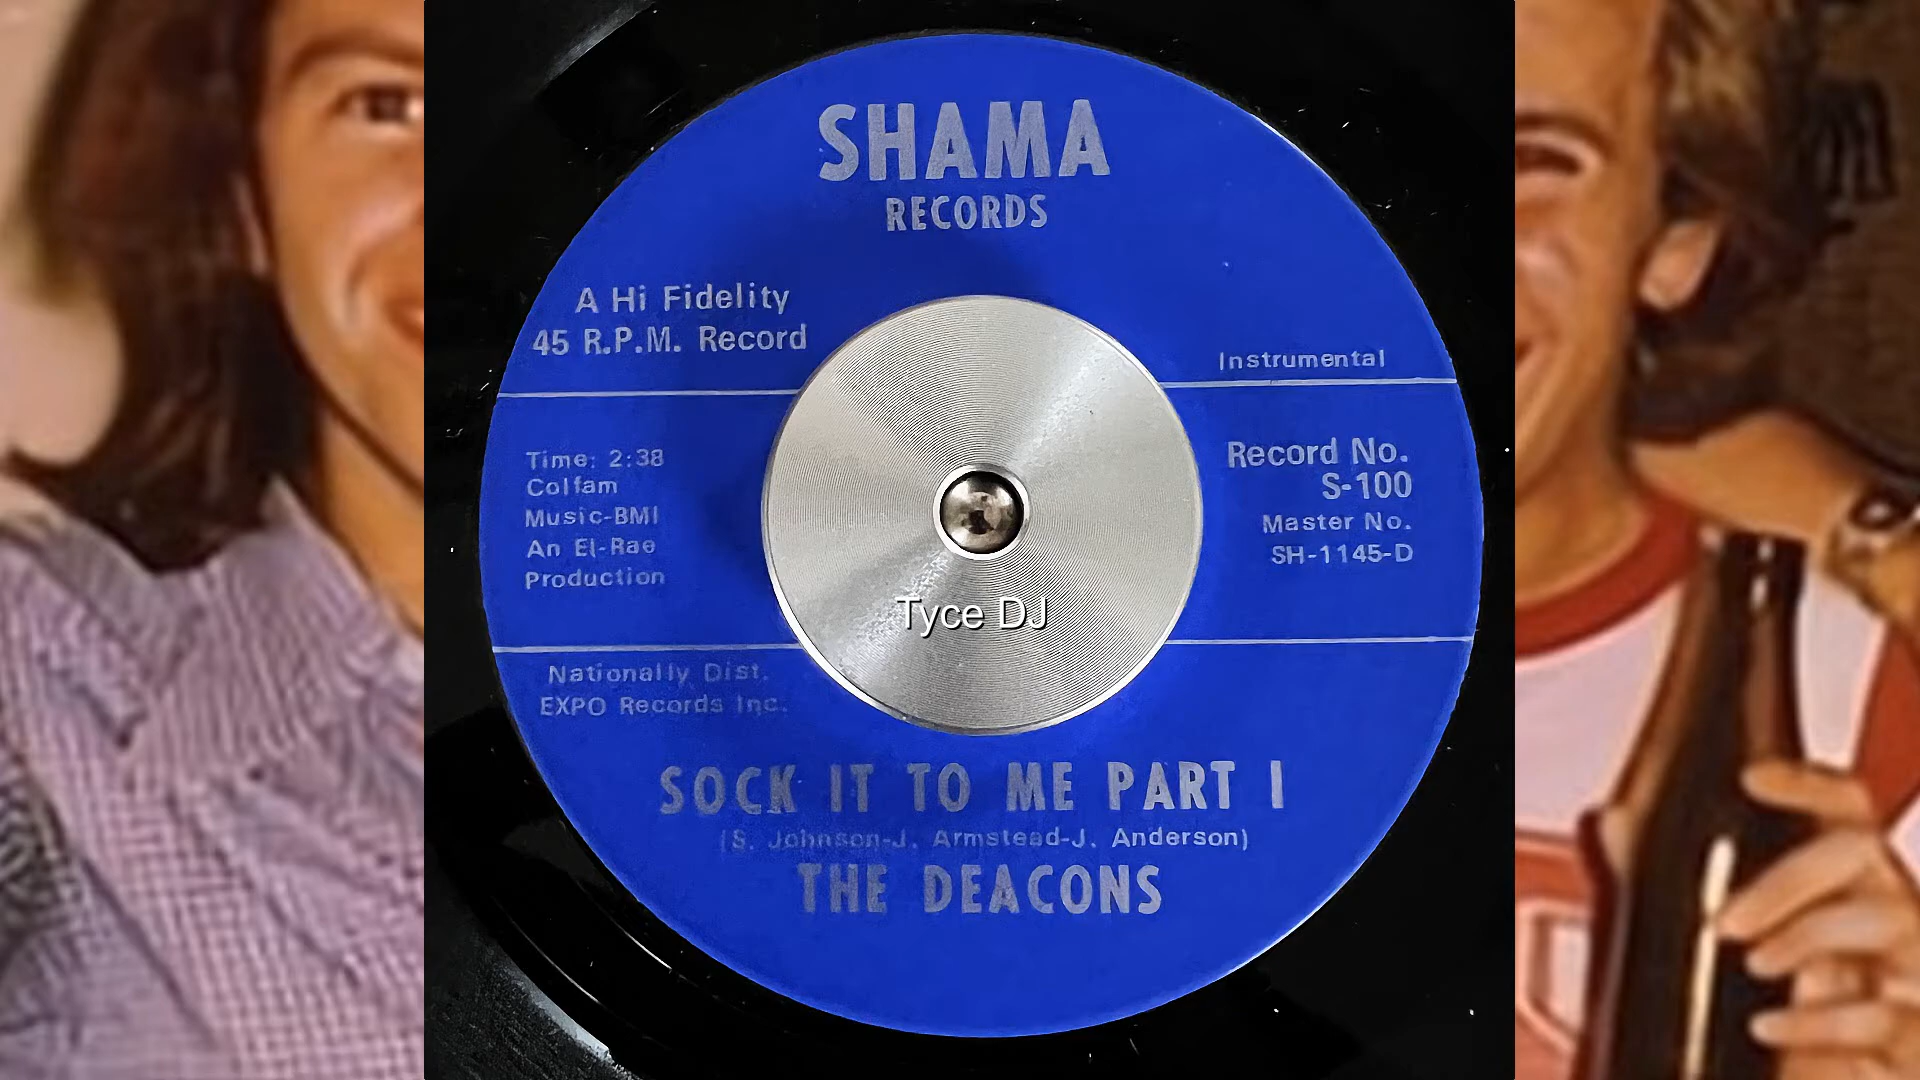 SHAMA
RECORDS
A Hi Fidelity
45 R.P.M. Record
Instrumental
Time: 2:38
Colfam
Music-BMI
An El-Rae
Production
Record No.
S-100
Master No.
SH-1145-D
Tyce DJ
Nationally Dist.
EXPO Records Inc.
SOCK IT TO ME PART I
(S. Johnson-J. Armstead-J. Anderson)
THE DEACONS